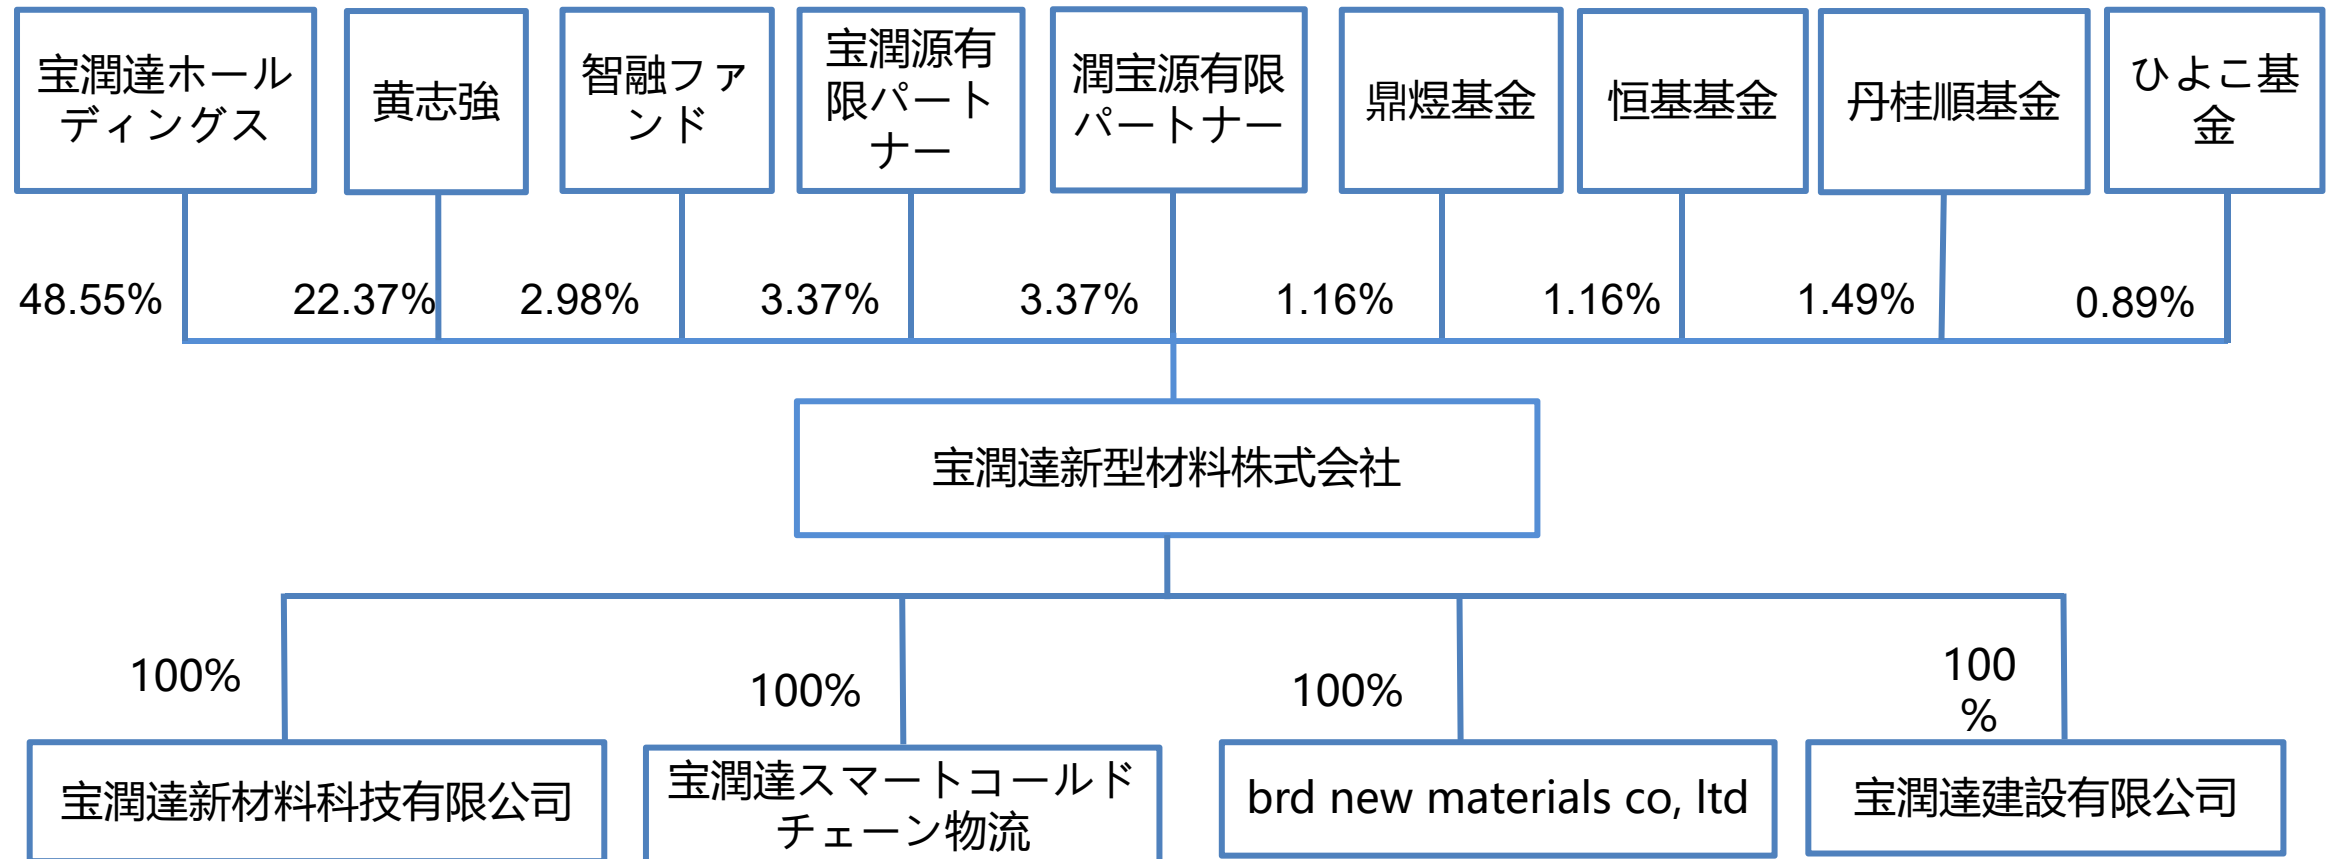 宝潤達ホール
ディングス
黄志強
智融ファ
ンド
宝潤源有
限パート
ナー
潤宝源有限
パートナー
鼎煜基金
恒基基金
丹桂順基金
ひよこ基
金
48.55%
22.37%
2.98%
3.37%
3.37%
1.16%
1.16%
1.49%
0.89%
宝潤達新型材料株式会社
100%
100%
100%
100
%
宝潤達新材料科技有限公司
宝潤達スマートコールド
チェーン物流
brd new materials co, ltd
宝潤達建設有限公司